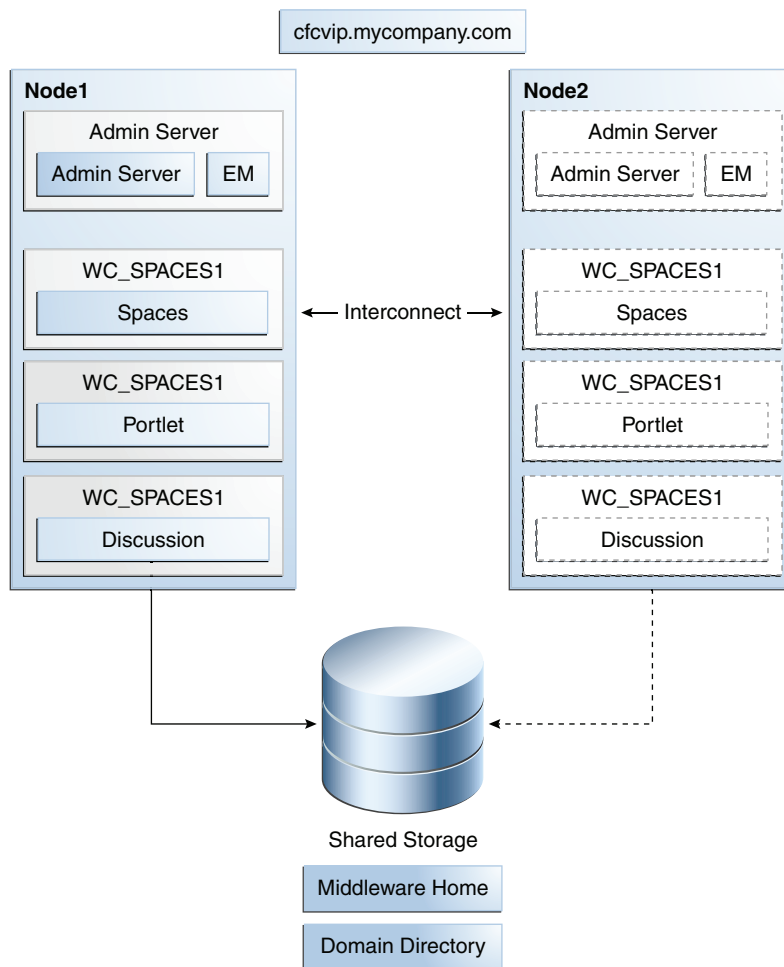 cfcvip.mycompany.com
Node1
Admin Server
Admin Server
EM
WC_SPACES1
Spaces
WC_SPACES1
Portlet
WC_SPACES1
Discussion
Interconnect
Node2
Admin Server
Admin Server
EM
WC_SPACES1
Spaces
WC_SPACES1
Portlet
WC_SPACES1
Discussion
Shared Storage
Middleware Home
Domain Directory